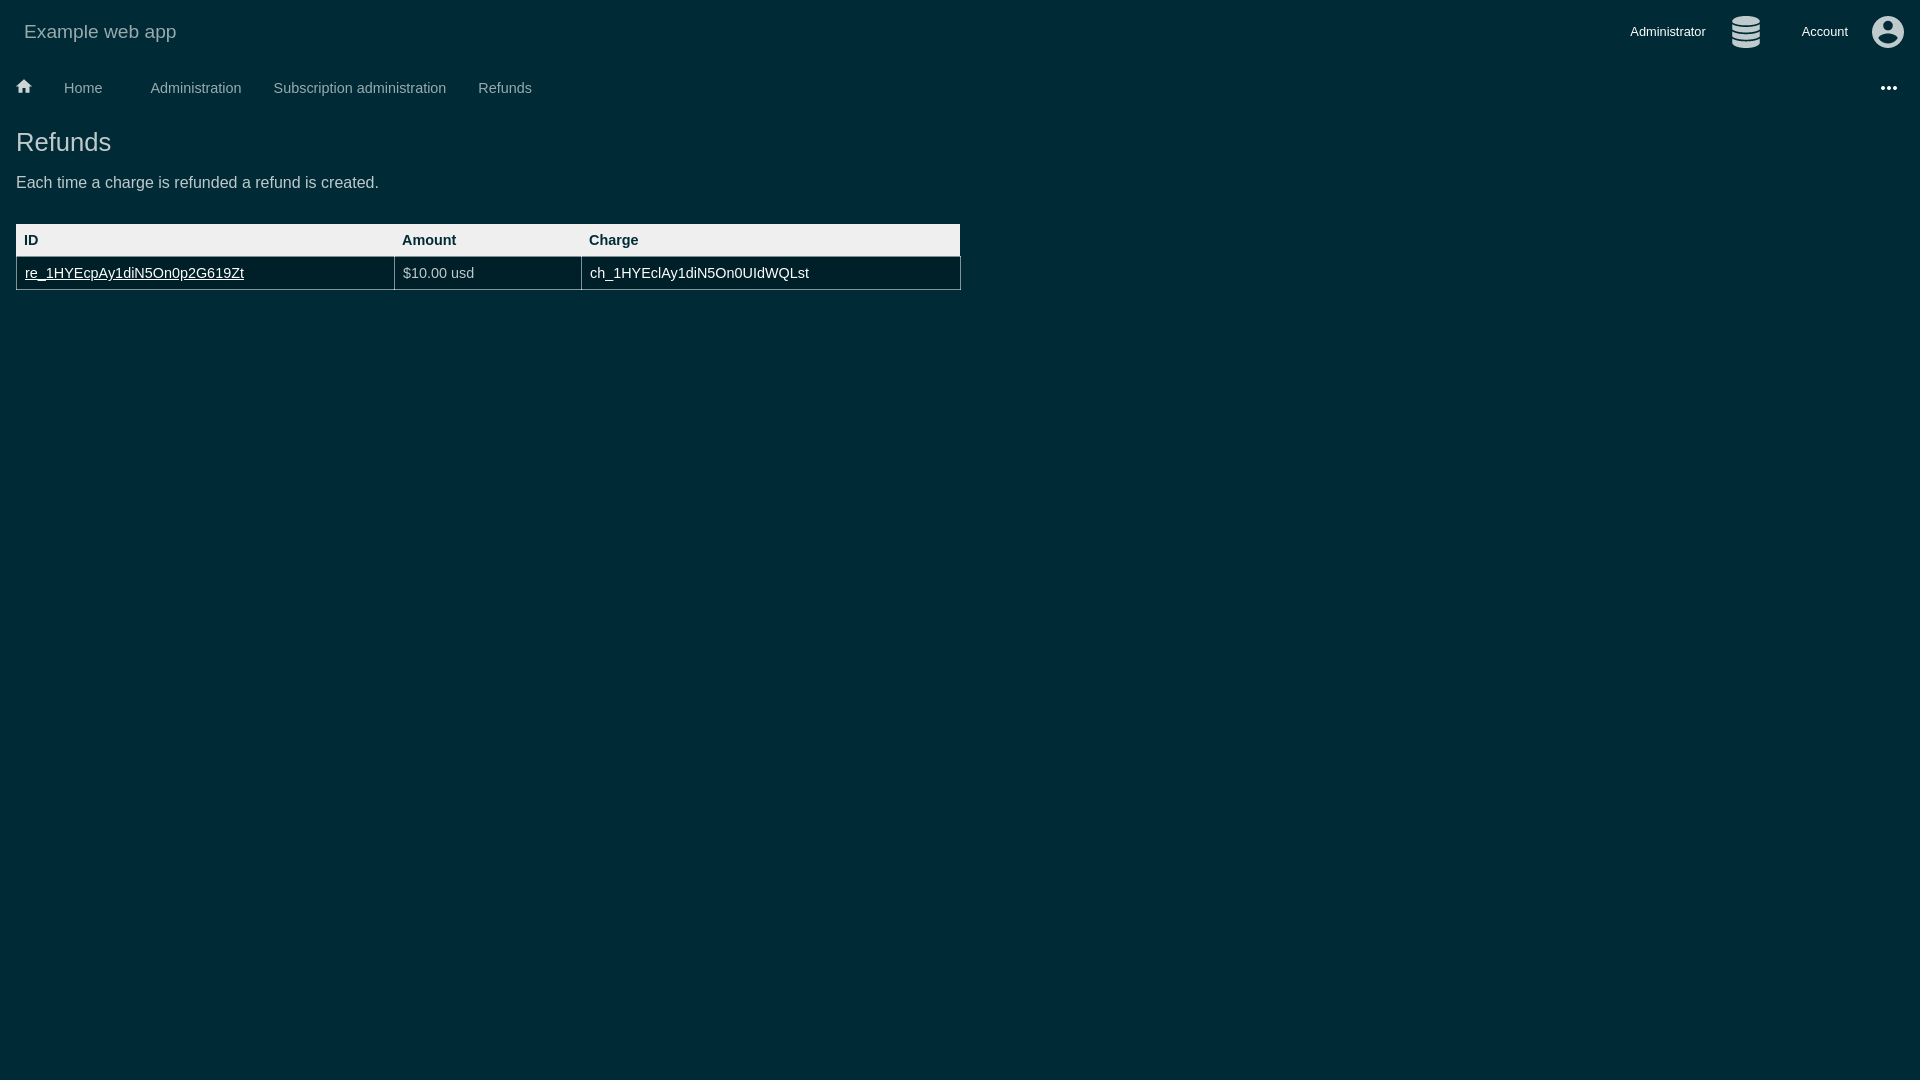 Example web app
Administrator
Account
Home
Administration
Subscription administration
Refunds
Refunds
Each time a charge is refunded a refund is created.
ID Amount Charge
re_1HYEcpAy1diN5On0p2G619Zt $10.00 usd ch_1HYEclAy1diN5On0UIdWQLst